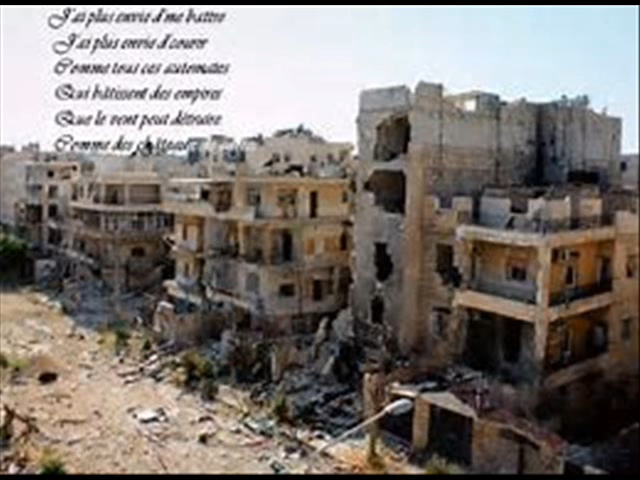 J'ai plus envie d'me battre
J'ai plus envie d'courir
Comme tous ces automates
Qui bâtissent des empires
Que le vent peut détruire
Comme des